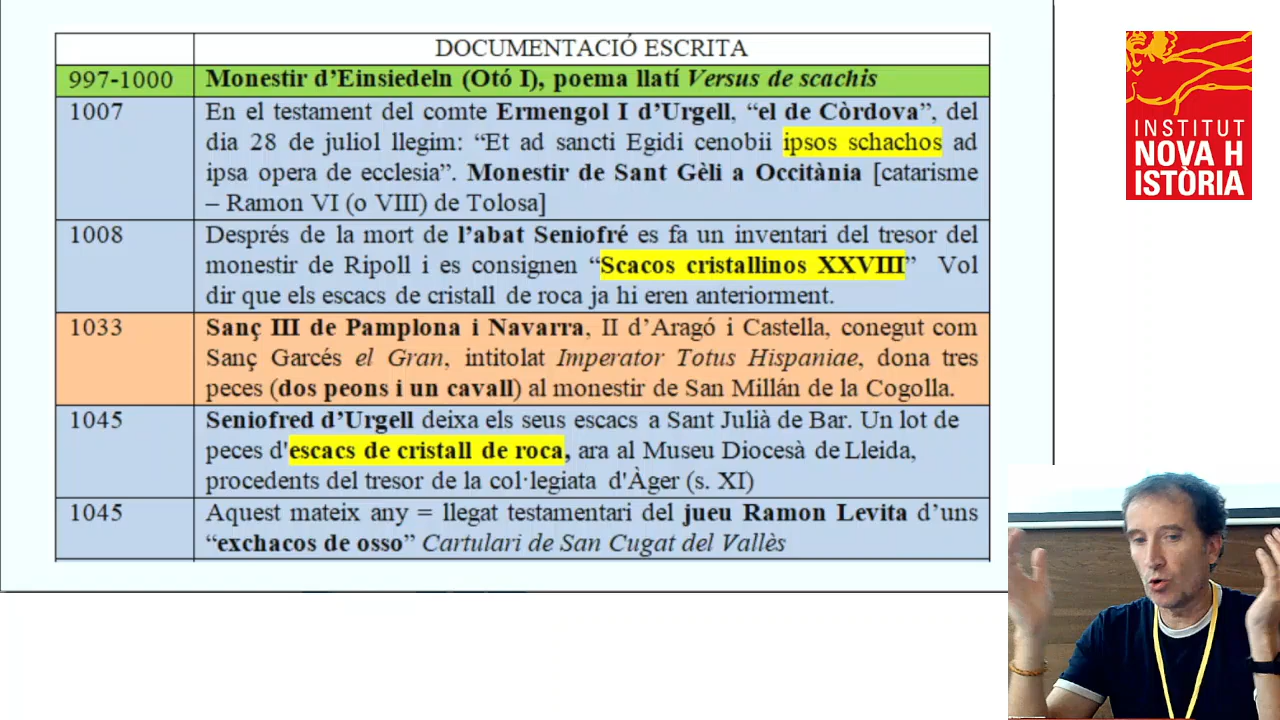 DOCUMENTACIÓ ESCRITA
997-1000 Monestir d'Einsiedeln (Otó I), poema llatí Versus de scachis
1007 En el testament del comte Ermengol I d'Urgell, “el de Còrdova”, del
dia 28 de juliol llegim: “Et ad sancti Egidi cenobii ipsos schachos ad
ipsa opera de ecclesia”. Monestir de Sant Gèli a Occitània [catarisme
– Ramon VI (o VIII) de Tolosa]
1008 Després de la mort de l'abat Seniofré es fa un inventari del tresor del
monestir de Ripoll i es consignen “Scacos cristallinos XXVIII” Vol
dir que els escacs de cristall de roca ja hi eren anteriorment.
1033 Sanç III de Pamplona i Navarra, II d'Aragó i Castella, conegut com
Sanç Garcés el Gran, intitolat Imperator Totus Hispaniae, dona tres
peces (dos peons i un cavall) al monestir de San Millán de la Cogolla.
1045 Seniofred d'Urgell deixa els seus escacs a Sant Julià de Bar. Un lot de
peces d'escacs de cristall de roca, ara al Museu Diocesà de Lleida,
procedents del tresor de la col·legiata d'Àger (s. XI)
1045 Aquest mateix any = llegat testamentari del jueu Ramon Levita d'uns
“exchacos de osso” Cartulari de San Cugat del Vallès
INSTITUT
NOVA H
ISTÒRIA